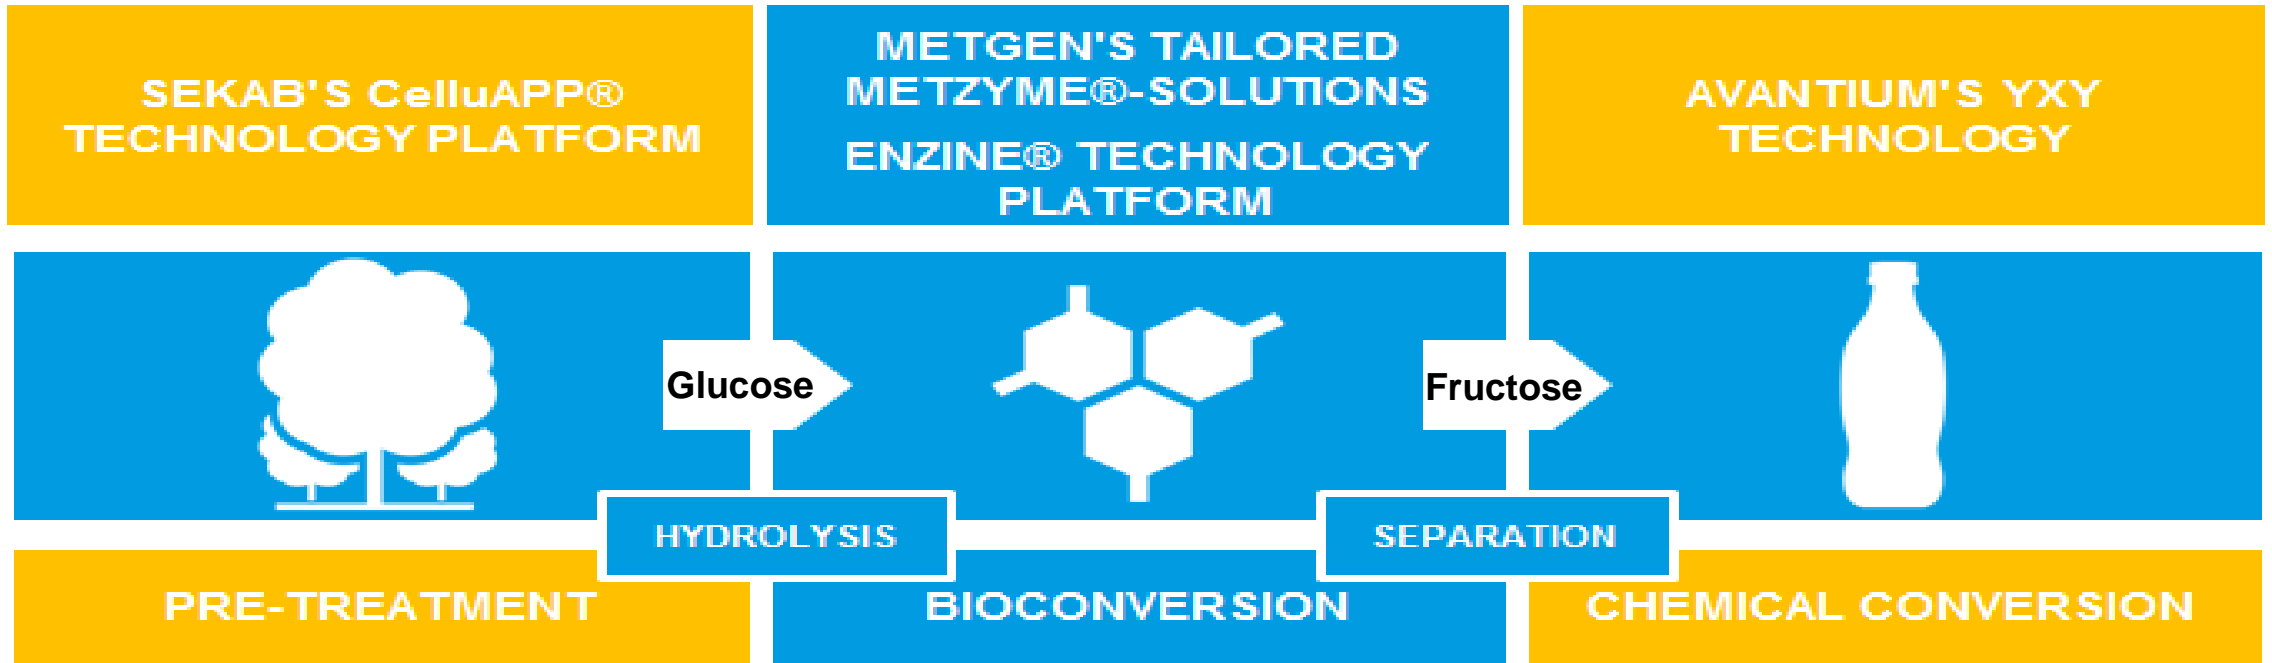 SEKAB'S CelluAPP®
TECHNOLOGY PLATFORM
METGEN'S TAILORED
METZYME®-SOLUTIONS
ENZINE® TECHNOLOGY
PLATFORM
AVANTIUM'S YXY
TECHNOLOGY
Glucose
Fructose
HYDROLYSIS
SEPARATION
PRE-TREATMENT
BIOCONVERSION
CHEMICAL CONVERSION